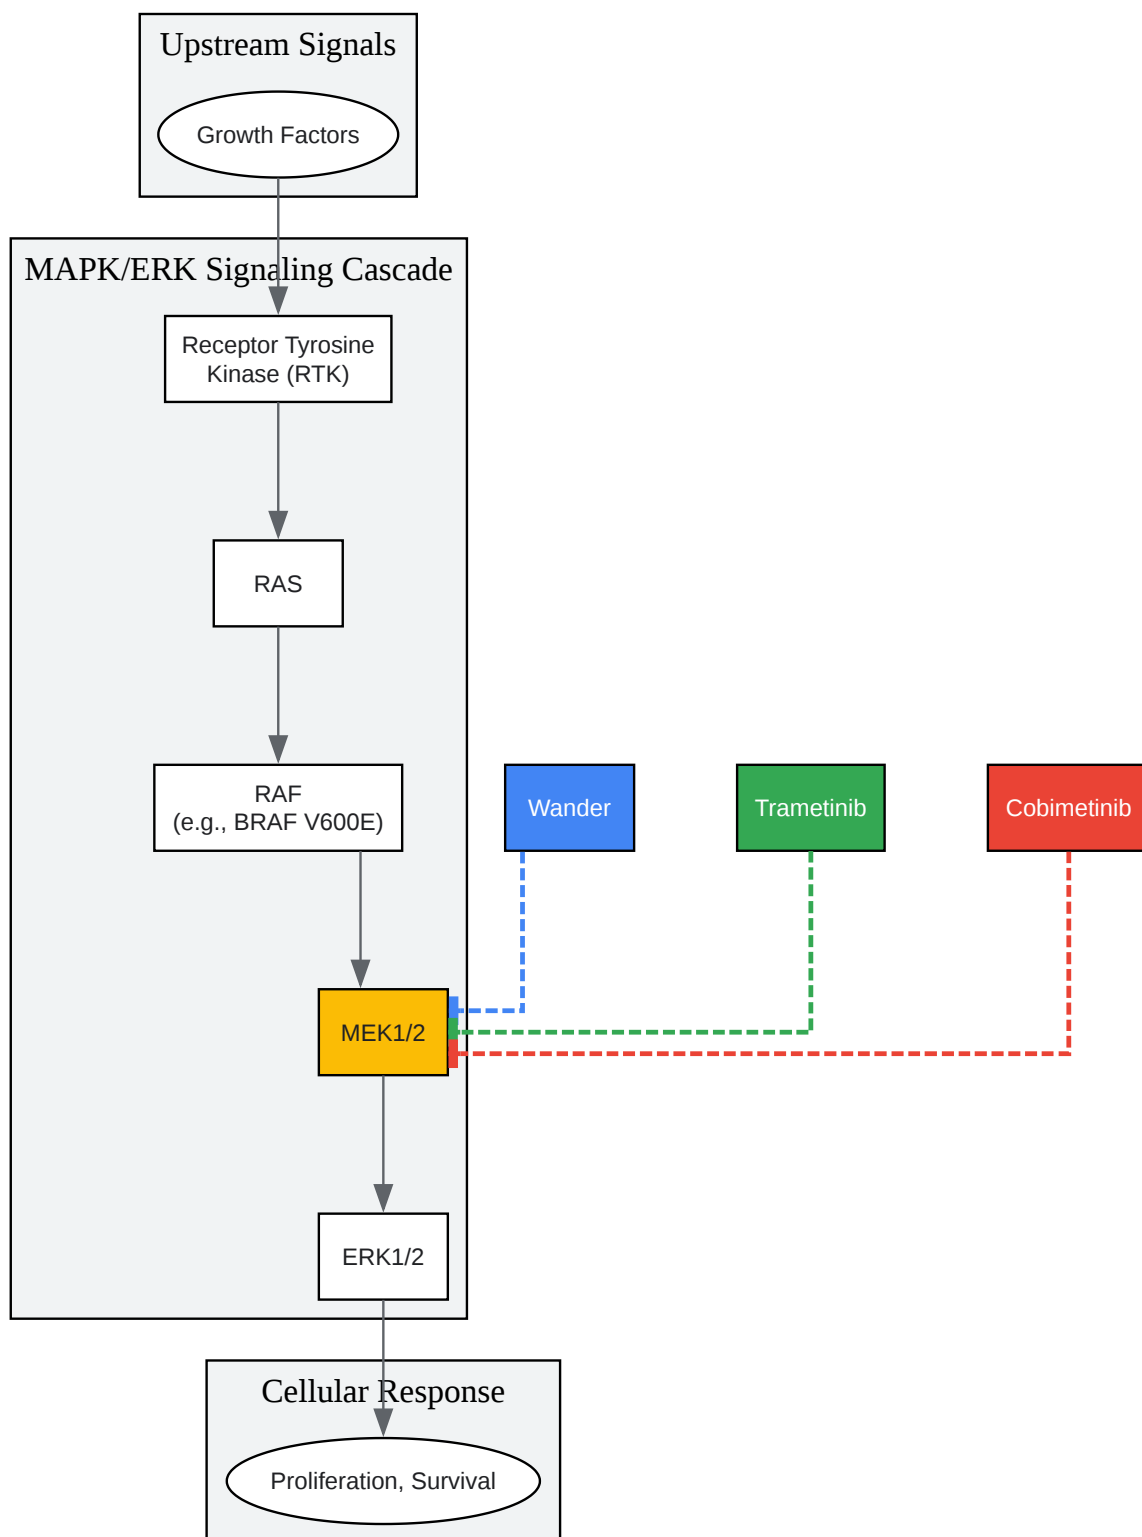 Upstream Signals
Growth Factors
MAPK/ERK Signaling Cascade
Receptor Tyrosine
Kinase (RTK)
RAS
RAF
(e.g., BRAF V600E)
Wander
Trametinib
Cobimetinib
MEK1/2
ERK1/2
Cellular Response
Proliferation, Survival